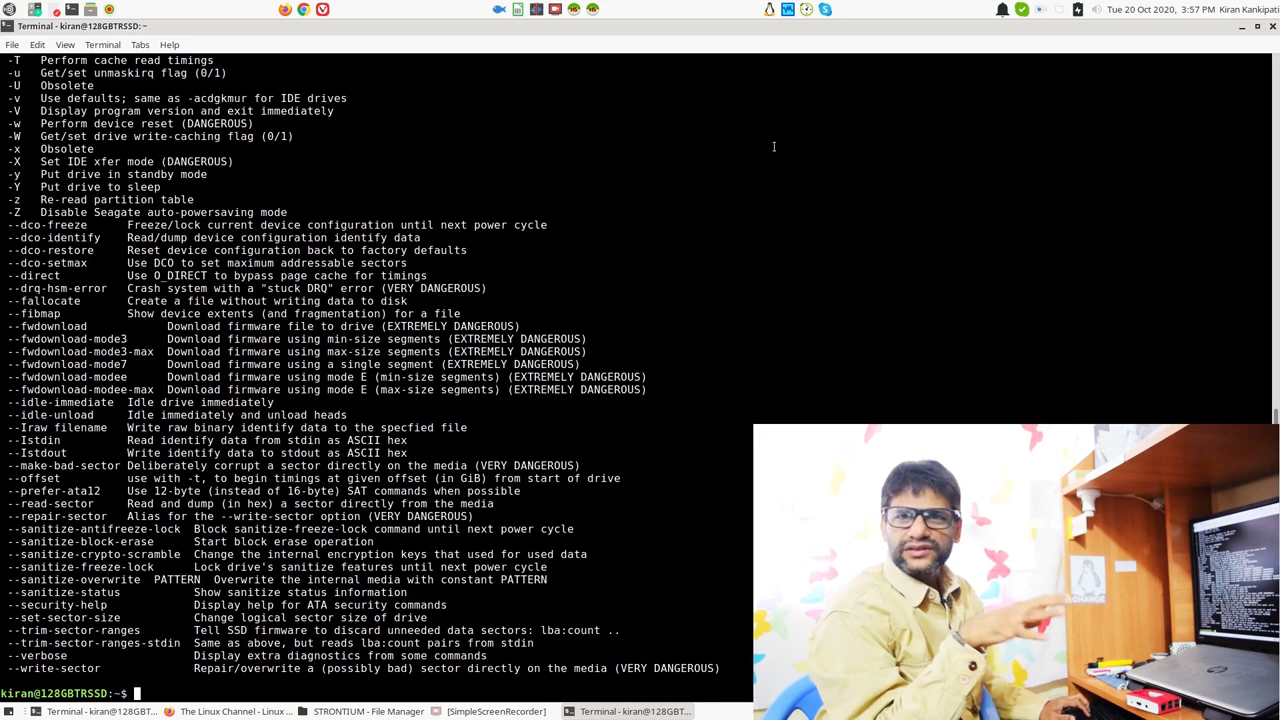 Tue 20 Oct 2020, 3:57 PM Kiran Kankipati
Terminal - kiran@128GBTRSSD: ~
File Edit View Terminal Tabs Help
-T Perform cache read timings
-u Get/set unmaskirq flag (0/1)
-U Obsolete
-v Use defaults; same as -acdgkmur for IDE drives
-V Display program version and exit immediately
-w Perform device reset (DANGEROUS)
-W Get/set drive write-caching flag (0/1)
-x Obsolete
-X Set IDE xfer mode (DANGEROUS)
-y Put drive in standby mode
-Y Put drive to sleep
-z Re-read partition table
-Z Disable Seagate auto-powersaving mode
--dco-freeze Freeze/lock current device configuration until next power cycle
--dco-identify Read/dump device configuration identify data
--dco-restore Reset device configuration back to factory defaults
--dco-setmax Use DCO to set maximum addressable sectors
--direct Use O_DIRECT to bypass page cache for timings
--drq-hsm-error Crash system with a "stuck DRQ" error (VERY DANGEROUS)
--fallocate Create a file without writing data to disk
--fibmap Show device extents (and fragmentation) for a file
--fwdownload Download firmware file to drive (EXTREMELY DANGEROUS)
--fwdownload-mode3 Download firmware using min-size segments (EXTREMELY DANGEROUS)
--fwdownload-mode3-max Download firmware using max-size segments (EXTREMELY DANGEROUS)
--fwdownload-mode7 Download firmware using a single segment (EXTREMELY DANGEROUS)
--fwdownload-modee Download firmware using mode E (min-size segments) (EXTREMELY DANGEROUS)
--fwdownload-modee-max Download firmware using mode E (max-size segments) (EXTREMELY DANGEROUS)
--idle-immediate Idle drive immediately
--idle-unload Idle immediately and unload heads
--Iraw filename Write raw binary identify data to the specfied file
--Istdin Read identify data from stdin as ASCII hex
--Istdout Write identify data to stdout as ASCII hex
--make-bad-sector Deliberately corrupt a sector directly on the media (VERY DANGEROUS)
--offset use with -t, to begin timings at given offset (in GiB) from start of drive
--prefer-ata12 Use 12-byte (instead of 16-byte) SAT commands when possible
--read-sector Read and dump (in hex) a sector directly from the media
--repair-sector Alias for the --write-sector option (VERY DANGEROUS)
--sanitize-antifreeze-lock Block sanitize-freeze-lock command until next power cycle
--sanitize-block-erase Start block erase operation
--sanitize-crypto-scramble Change the internal encryption keys that used for used data
--sanitize-freeze-lock Lock drive's sanitize features until next power cycle
--sanitize-overwrite PATTERN Overwrite the internal media with constant PATTERN
--sanitize-status Show sanitize status information
--security-help Display help for ATA security commands
--set-sector-size Change logical sector size of drive
--trim-sector-ranges Tell SSD firmware to discard unneeded data sectors: lba:count ..
--trim-sector-ranges-stdin Same as above, but reads lba:count pairs from stdin
--verbose Display extra diagnostics from some commands
--write-sector Repair/overwrite a (possibly bad) sector directly on the media (VERY DANGEROUS)
kiran@128GBTRSSD:~$
CHANGE
Terminal - kiran@128GBTRSSD:... The Linux Channel - Linux ... STRONTIUM - File Manager [SimpleScreenRecorder] Terminal - kiran@128GBTRSSD:...